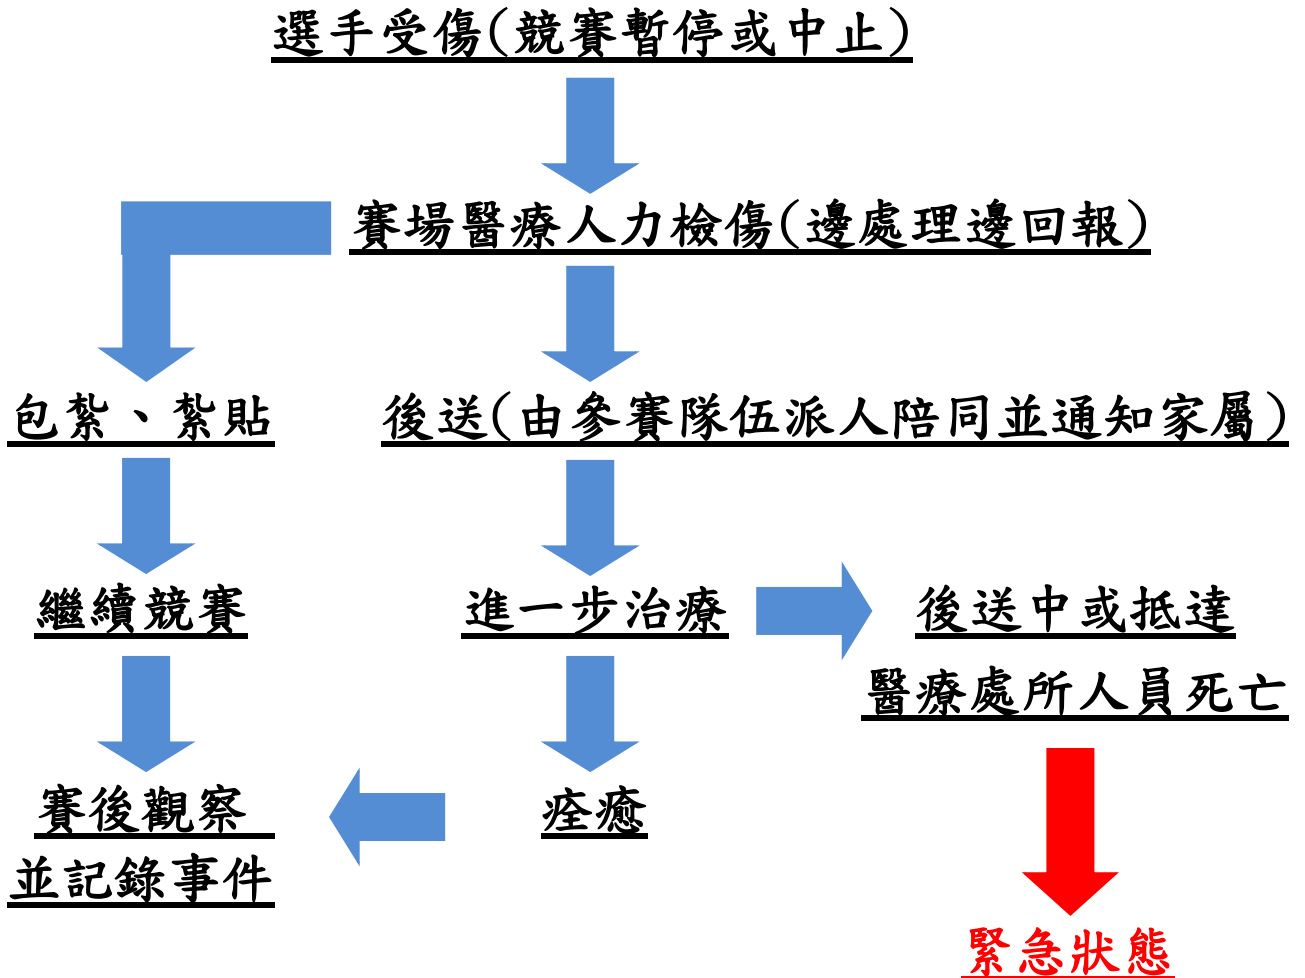 選手受傷(競賽暫停或中止)
賽場醫療人力檢傷(邊處理邊回報)
包紮、紮貼
後送(由參賽隊伍派人陪同並通知家屬)
繼續競賽
進一步治療
後送中或抵達
醫療處所人員死亡
賽後觀察
並記錄事件
痊癒
緊急狀態